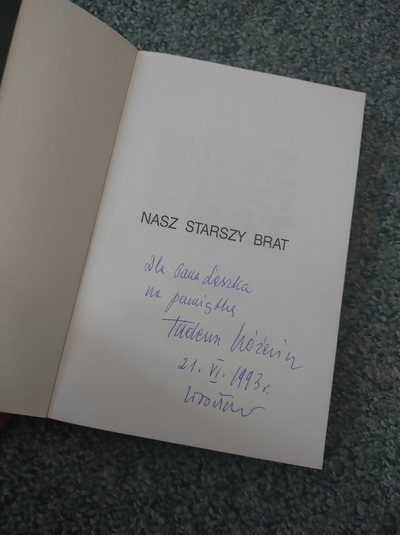 NASZ STARSZY BRAT
Dla Pana Leszka
na pamiątkę
Tadeusz Różewicz
21. VI. 1993 r.
Wrocław